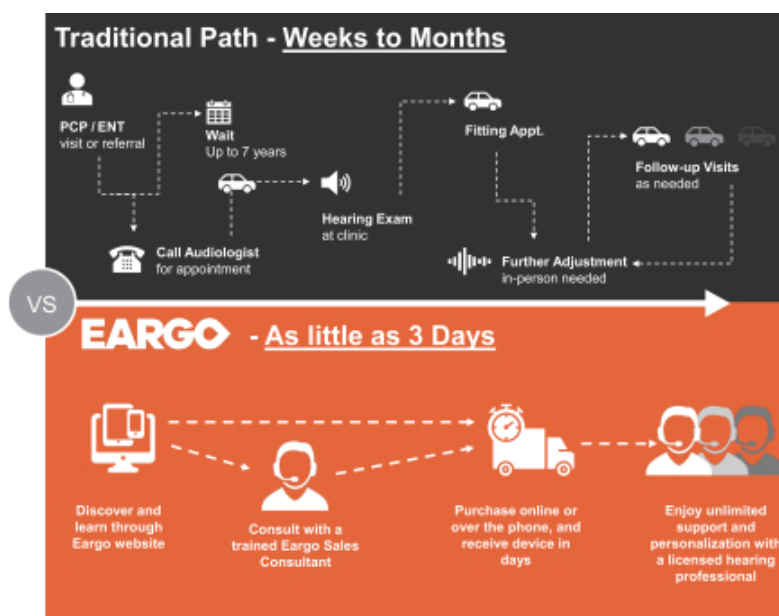 Traditional Path - Weeks to Months
PCP / ENT
visit or referral
Wait
Up to 7 years
Call Audiologist
for appointment
Hearing Exam
at clinic
Fitting Appt.
Further Adjustment
in-person needed
Follow-up Visits
as needed
VS
EARGO - As little as 3 Days
Discover and
learn through
Eargo website
Consult with a
trained Eargo Sales
Consultant
Purchase online or
over the phone, and
receive device in
days
Enjoy unlimited
support and
personalization with
a licensed hearing
professional